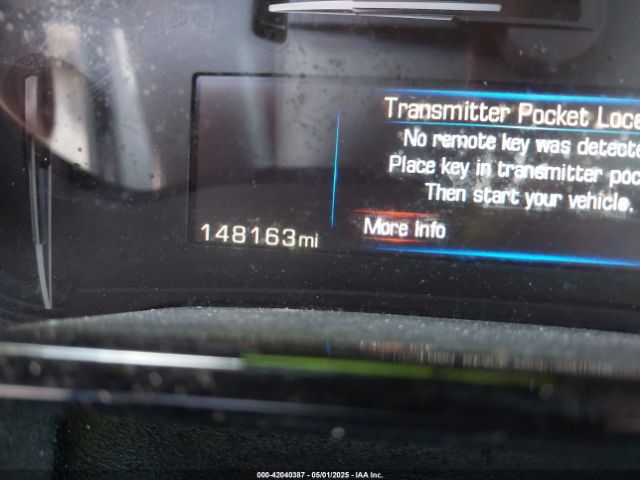 Transmitter Pocket Loca
No remote key was detecte
Place key in transmitter poc
Then start your vehicle.
148163mi
More Info
000-42040387 - 05/01/2025 - IAA Inc.